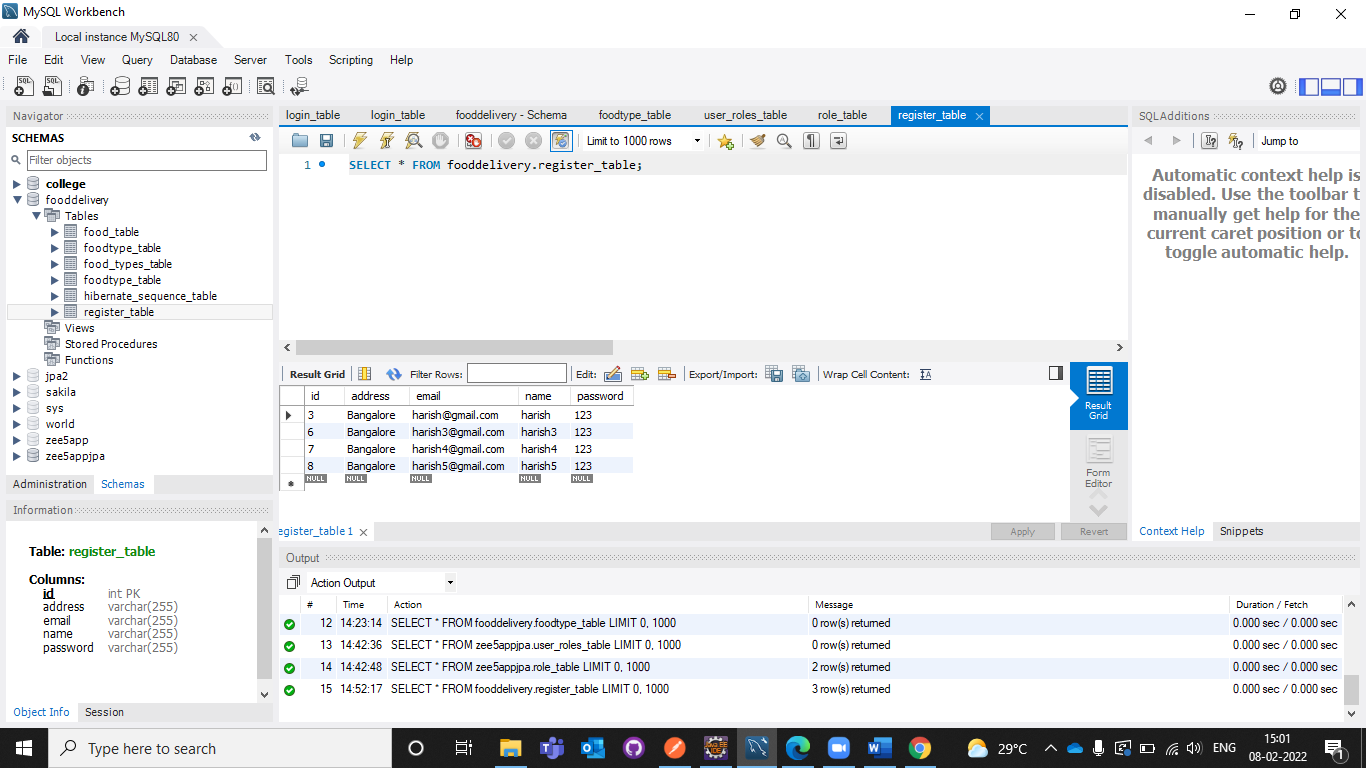 MySQL Workbench
Local instance MySQL80
File Edit View Query Database Server Tools Scripting Help
Navigator
SCHEMAS
Filter objects
college
fooddelivery
Tables
food_table
foodtype_table
food_types_table
foodtype_table
hibernate_sequence_table
register_table
Views
Stored Procedures
Functions
jpa2
sakila
sys
world
zee5app
zee5appjpa
Administration Schemas
Information
Table: register_table
Columns:
id int PK
address varchar(255)
email varchar(255)
name varchar(255)
password varchar(255)
Object Info Session
login_table login_table fooddelivery - Schema foodtype_table user_roles_table role_table register_table
Limit to 1000 rows
1 SELECT * FROM fooddelivery.register_table;
Result Grid Filter Rows: Edit: Export/Import: Wrap Cell Content:
id address email name password
3 Bangalore harish@gmail.com harish 123
6 Bangalore harish3@gmail.com harish3 123
7 Bangalore harish4@gmail.com harish4 123
8 Bangalore harish5@gmail.com harish5 123
NULL NULL NULL NULL NULL
Result
Grid
Form
Editor
egister_table 1
Apply Revert
SQLAdditions
Jump to
Automatic context help is
disabled. Use the toolbar t
manually get help for the
current caret position or to
toggle automatic help.
Context Help Snippets
Output
Action Output
# Time Action Message Duration / Fetch
12 14:23:14 SELECT * FROM fooddelivery.foodtype_table LIMIT 0, 1000 0 row(s) returned 0.000 sec / 0.000 sec
13 14:42:36 SELECT * FROM zee5appjpa.user_roles_table LIMIT 0, 1000 0 row(s) returned 0.000 sec / 0.000 sec
14 14:42:48 SELECT * FROM zee5appjpa.role_table LIMIT 0, 1000 2 row(s) returned 0.000 sec / 0.000 sec
15 14:52:17 SELECT * FROM fooddelivery.register_table LIMIT 0, 1000 3 row(s) returned 0.000 sec / 0.000 sec
Type here to search
29°C
ENG
15:01
08-02-2022
1